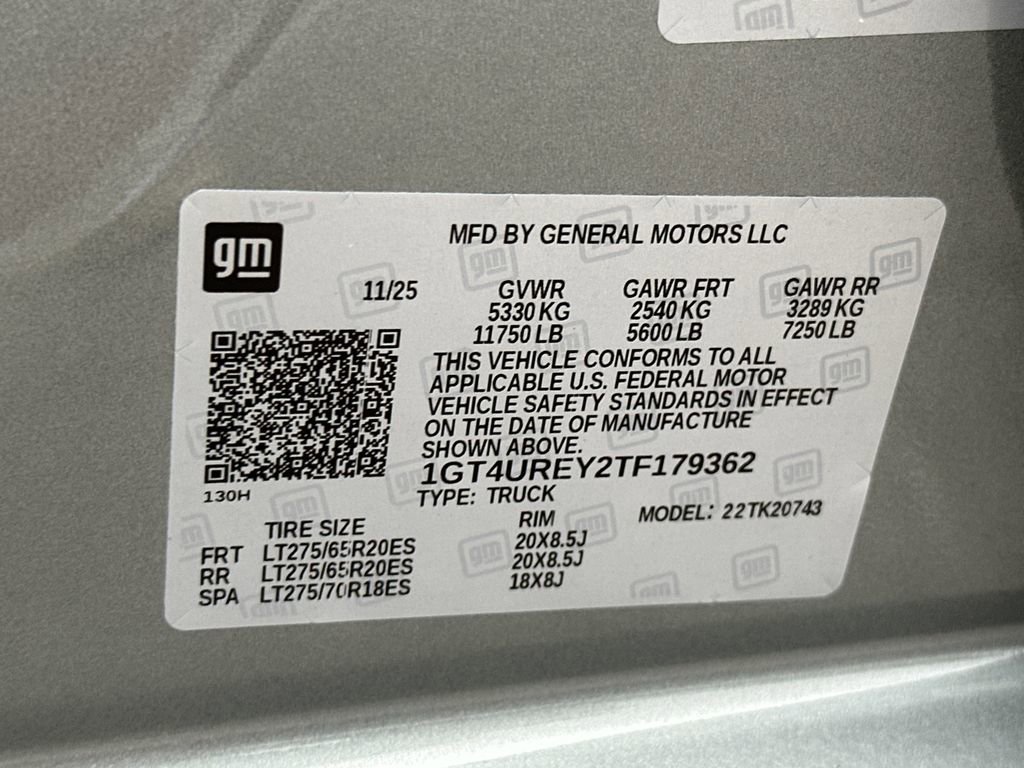 gm
MFD BY GENERAL MOTORS LLC
11/25 GVWR GAWR FRT GAWR RR
5330 KG 2540 KG 3289 KG
11750 LB 5600 LB 7250 LB
THIS VEHICLE CONFORMS TO ALL
APPLICABLE U.S. FEDERAL MOTOR
VEHICLE SAFETY STANDARDS IN EFFECT
ON THE DATE OF MANUFACTURE
SHOWN ABOVE.
1GT4UREY2TF179362
130H TYPE: TRUCK
TIRE SIZE RIM MODEL: 22TK20743
FRT LT275/65R20ES 20X8.5J
RR LT275/65R20ES 20X8.5J
SPA LT275/70R18ES 18X8J